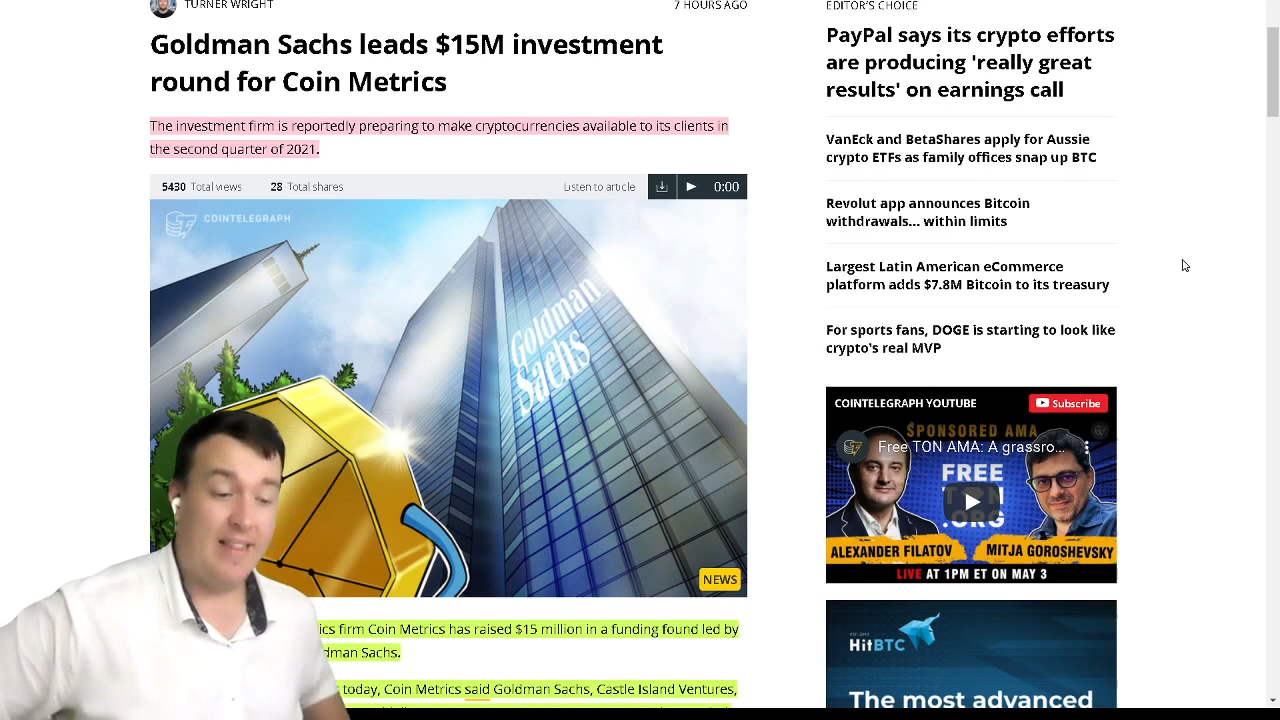 TURNER WRIGHT
7 HOURS AGO
Goldman Sachs leads $15M investment
round for Coin Metrics
The investment firm is reportedly preparing to make cryptocurrencies available to its clients in
the second quarter of 2021.
5430 Total views 28 Total shares Listen to article 0:00
COINTELEGRAPH
Goldman
Sachs
NEWS
ics firm Coin Metrics has raised $15 million in a funding found led by
dman Sachs.
today, Coin Metrics said Goldman Sachs, Castle Island Ventures,
EDITOR'S CHOICE
PayPal says its crypto efforts
are producing 'really great
results' on earnings call
VanEck and BetaShares apply for Aussie
crypto ETFs as family offices snap up BTC
Revolut app announces Bitcoin
withdrawals... within limits
Largest Latin American eCommerce
platform adds $7.8M Bitcoin to its treasury
For sports fans, DOGE is starting to look like
crypto's real MVP
COINTELEGRAPH YOUTUBE
Subscribe
SPONSORED AMA
Free TON AMA: A grassro...
FREE
TON
.ORG
ALEXANDER FILATOV
MITJA GOROSHEVSKY
LIVE AT 1PM ET ON MAY 3
HitBTC
The most advanced